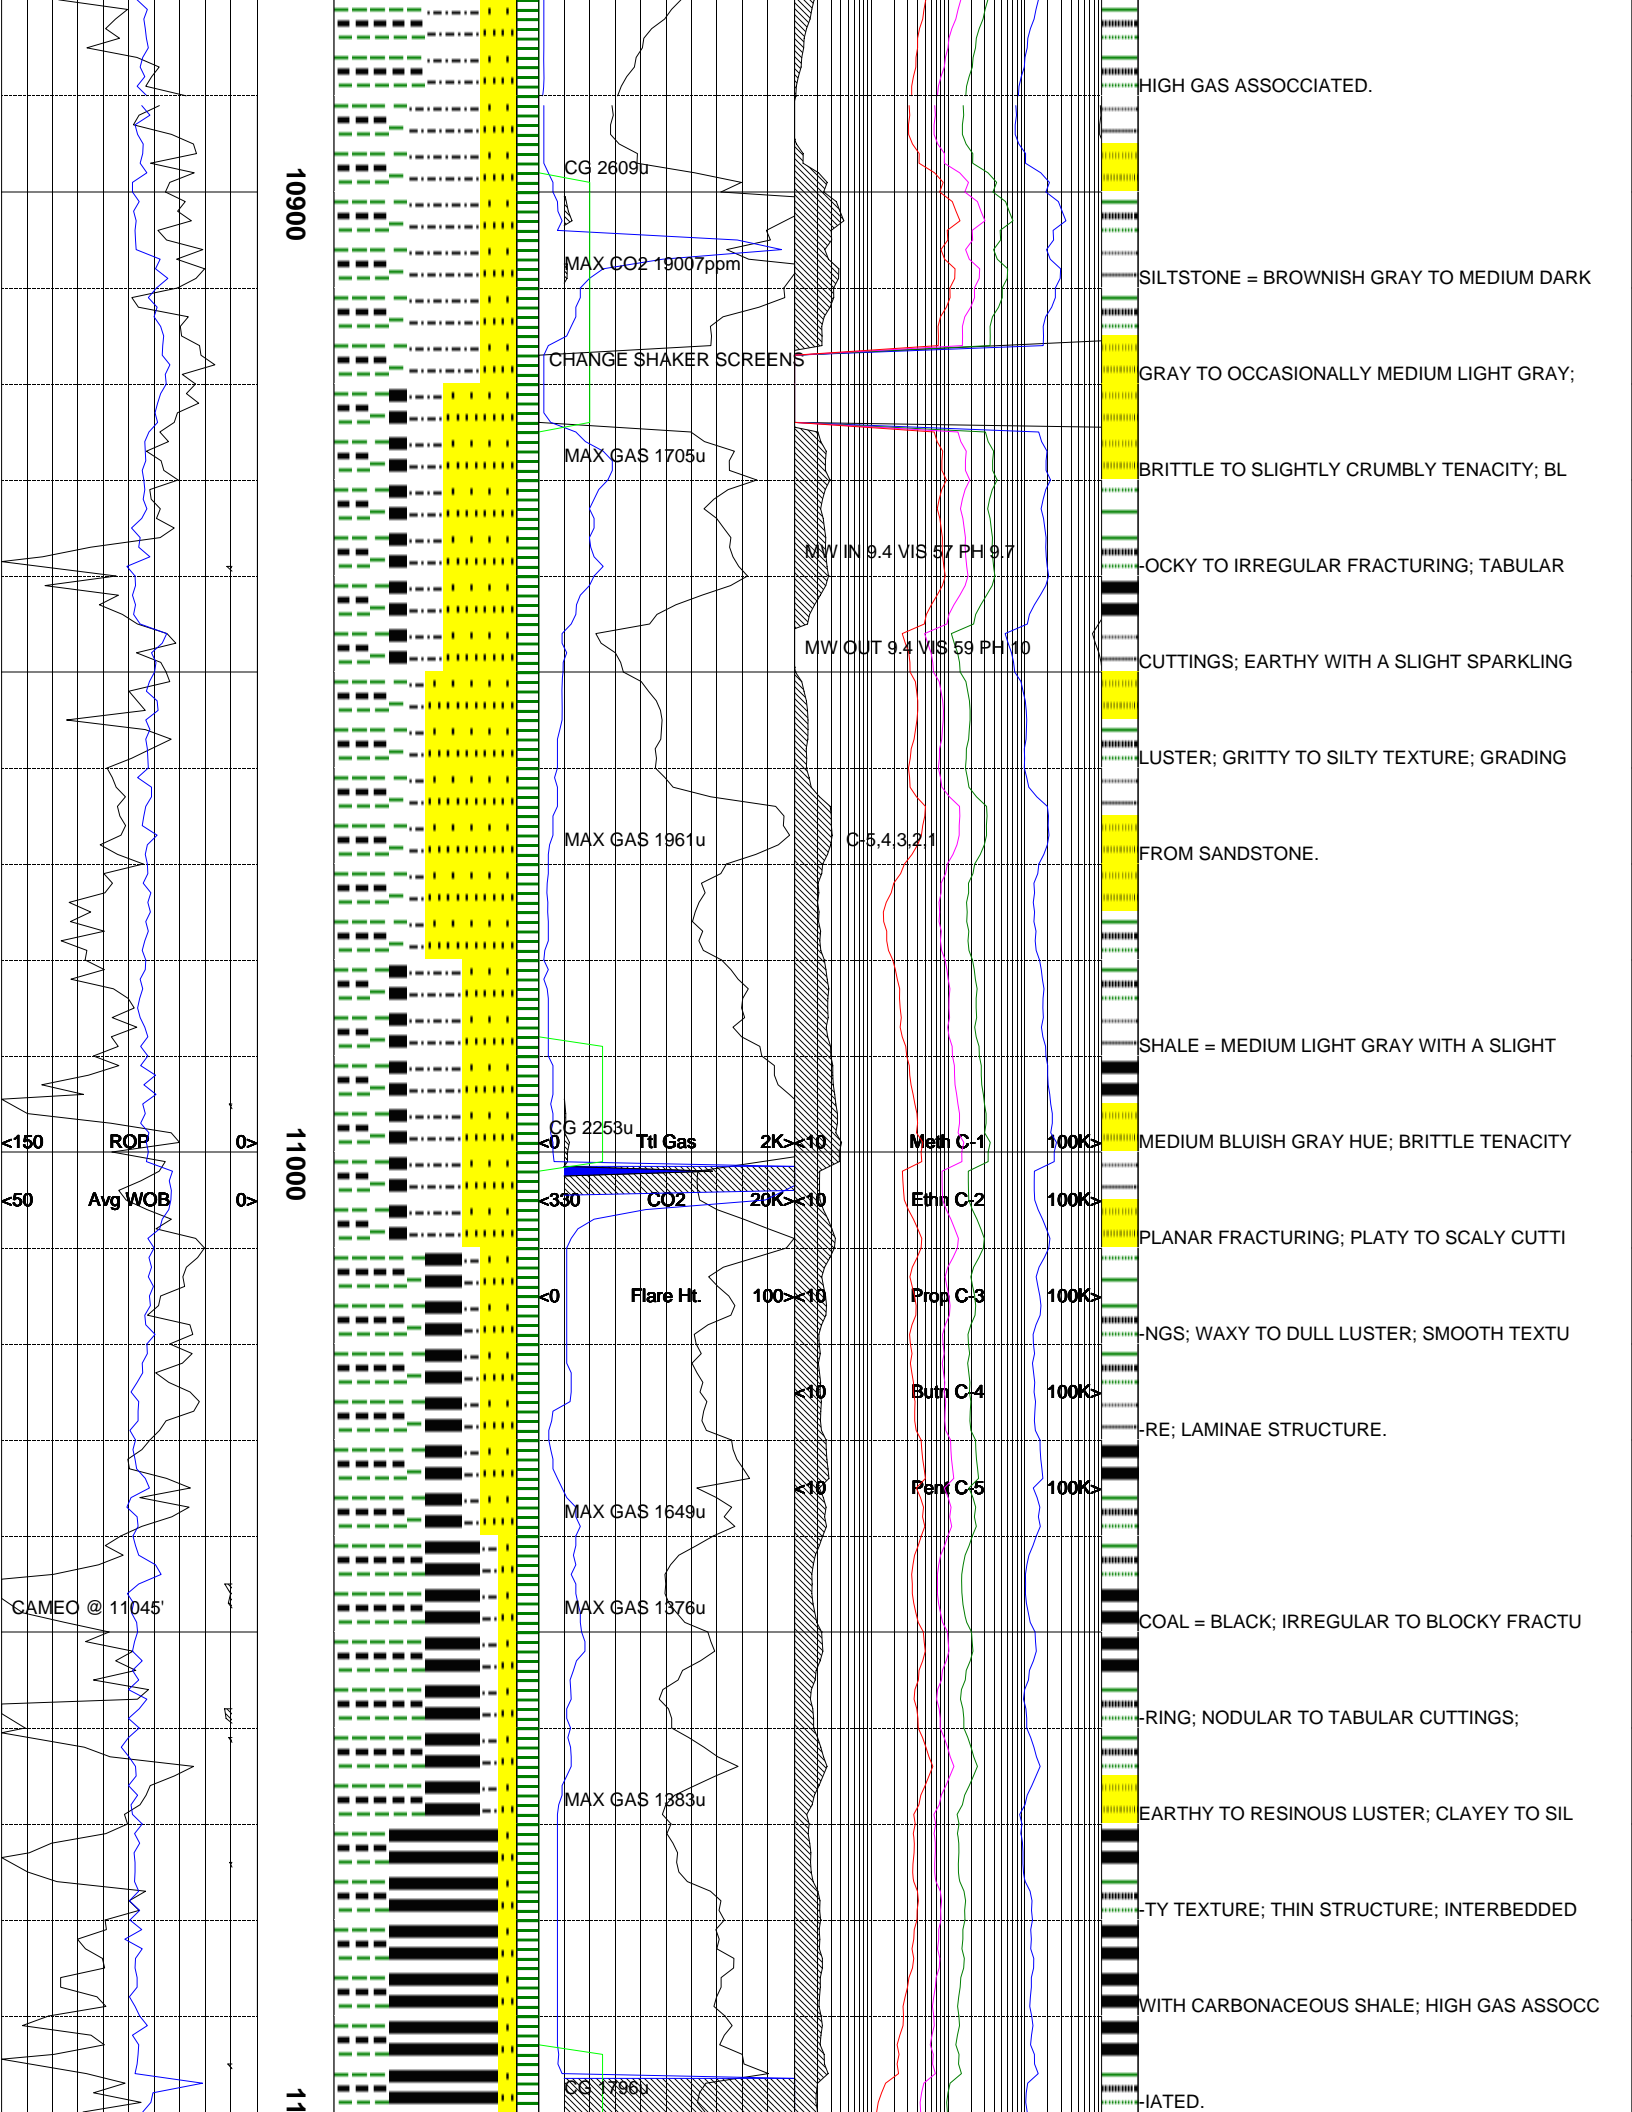 HIGH GAS ASSOCCIATED.
CG 2609u
10900
MAX CO2 19007ppm
SILTSTONE = BROWNISH GRAY TO MEDIUM DARK
CHANGE SHAKER SCREENS
GRAY TO OCCASIONALLY MEDIUM LIGHT GRAY;
MAX GAS 1705u
BRITTLE TO SLIGHTLY CRUMBLY TENACITY; BL
MW IN 9.4 VIS 57 PH 9.7
-OCKY TO IRREGULAR FRACTURING; TABULAR
MW OUT 9.4 VIS 59 PH 10
CUTTINGS; EARTHY WITH A SLIGHT SPARKLING
LUSTER; GRITTY TO SILTY TEXTURE; GRADING
MAX GAS 1961u
C-5,4,3,2,1
FROM SANDSTONE.
SHALE = MEDIUM LIGHT GRAY WITH A SLIGHT
CG 2253u
<150 ROP 0>
11000
<0 Ttl Gas 2K>
<10 Meth C-1 100K>
MEDIUM BLUISH GRAY HUE; BRITTLE TENACITY
<50 Avg WOB 0>
<330 CO2 20K>
<10 Ethn C-2 100K>
PLANAR FRACTURING; PLATY TO SCALY CUTTI
<0 Flare Ht. 100>
<10 Prop C-3 100K>
-NGS; WAXY TO DULL LUSTER; SMOOTH TEXTU
<10 Butn C-4 100K>
-RE; LAMINAE STRUCTURE.
<10 Pent C-5 100K>
MAX GAS 1649u
CAMEO @ 11045'
MAX GAS 1376u
COAL = BLACK; IRREGULAR TO BLOCKY FRACTU
-RING; NODULAR TO TABULAR CUTTINGS;
MAX GAS 1383u
EARTHY TO RESINOUS LUSTER; CLAYEY TO SIL
-TY TEXTURE; THIN STRUCTURE; INTERBEDDED
WITH CARBONACEOUS SHALE; HIGH GAS ASSOCC
CG 1796u
11
-IATED.